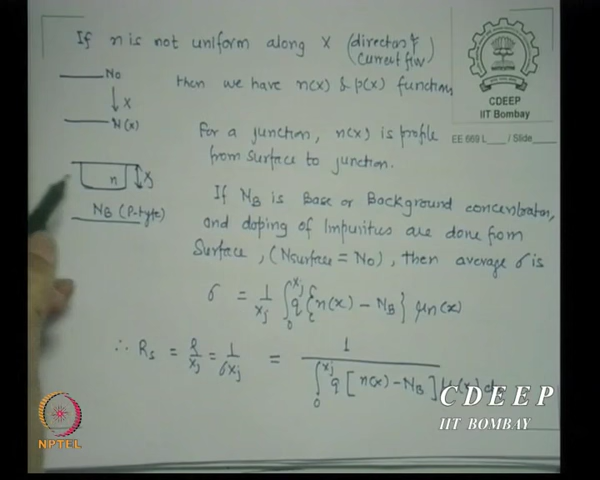 If n is not uniform along X (direction of current flow)
then we have n(x) & p(x) function
No
X
N(x)
For a junction, n(x) is profile
from surface to junction.
n
Xj
NB (P-type)
If NB is Base or Background concentration,
and doping of Impurities are done from
Surface, (Nsurface = No), then average σ is
σ = 1/xj ∫0^xj q {n(x) – NB} μn(x)
∴ Rs = ρ/xj = 1/σxj = 1 / ∫0^xj q [n(x) – NB] μ(x) dx
CDEEP
IIT Bombay
EE 669 L___/ Slide___
NPTEL
CDEEP
IIT BOMBAY